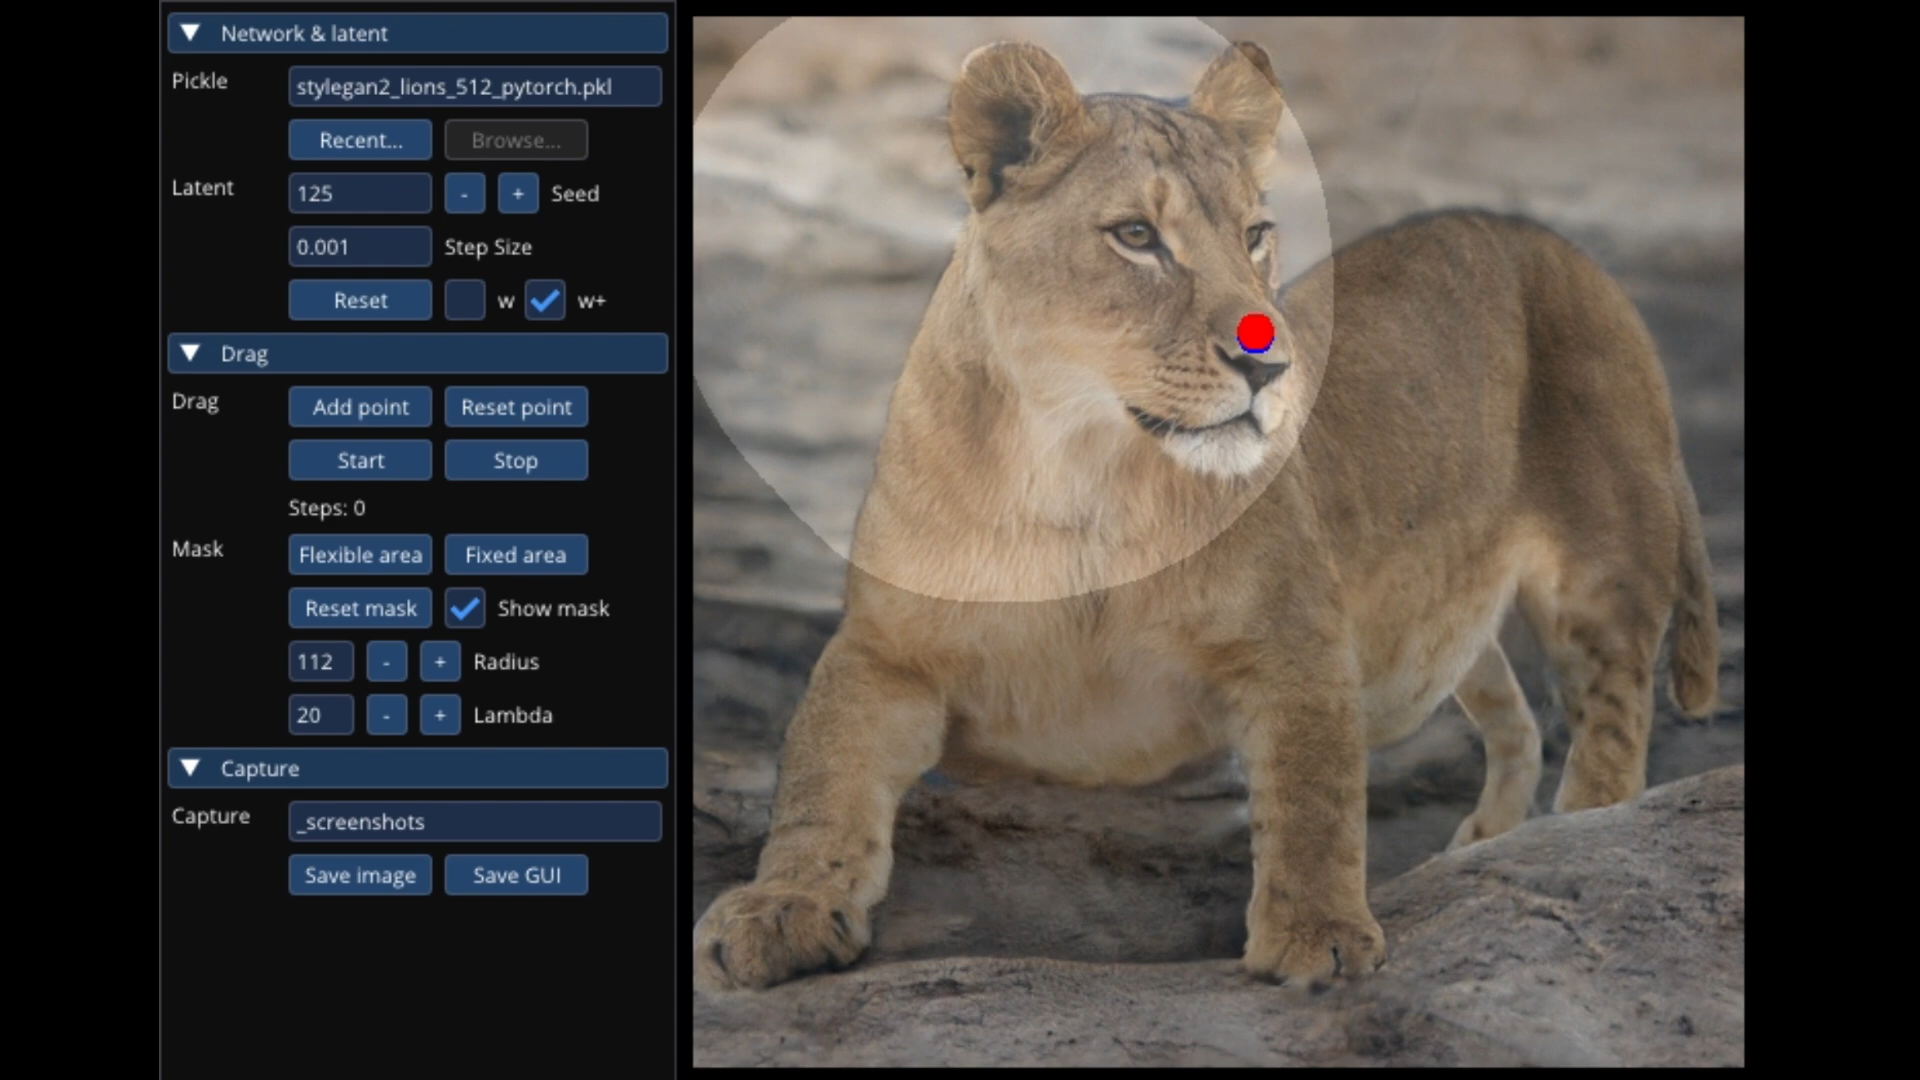 Network & latent
Pickle stylegan2_lions_512_pytorch.pkl
Recent... Browse...
Latent 125 - + Seed
0.001 Step Size
Reset w w+
Drag
Drag Add point Reset point
Start Stop
Steps: 0
Mask Flexible area Fixed area
Reset mask Show mask
112 - + Radius
20 - + Lambda
Capture
Capture _screenshots
Save image Save GUI